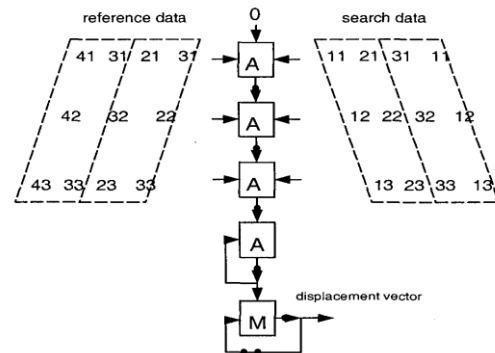 reference data 0 search data
41 31 21 31 A 11 21 31 11
42 32 22 A 12 22 32 12
43 33 23 33 A 13 23 33 13
A
displacement vector
M